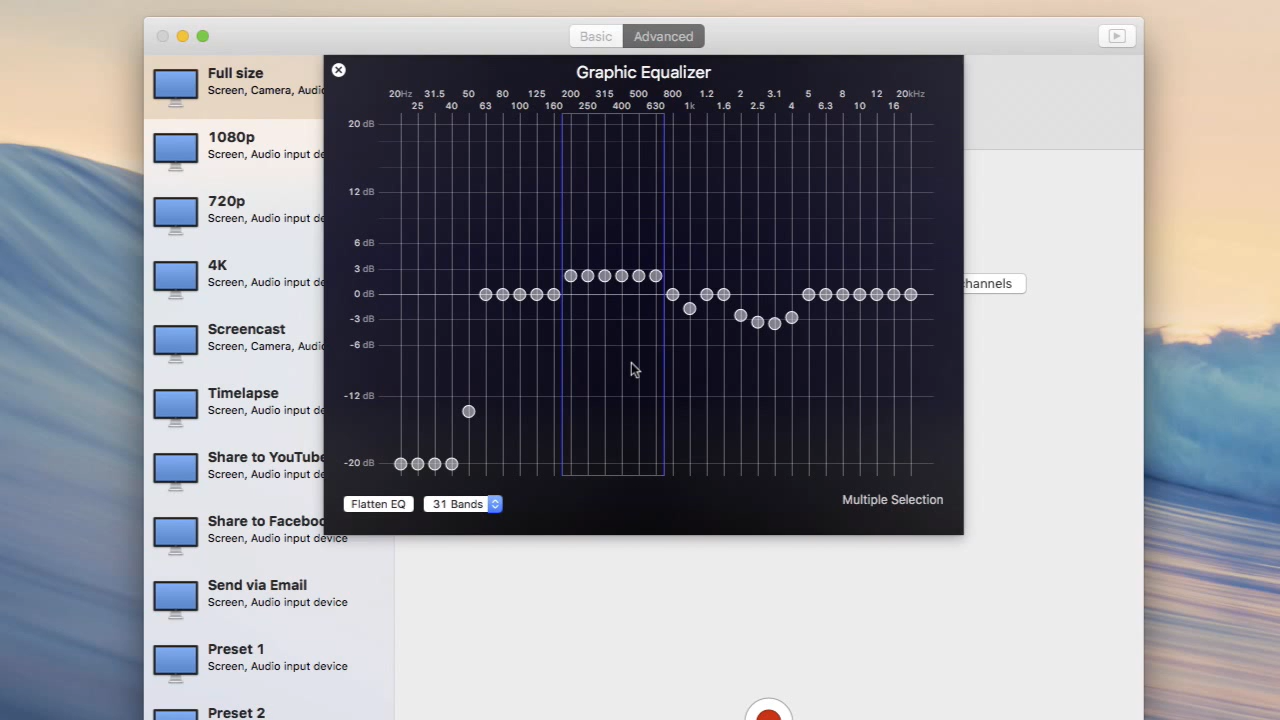 Basic Advanced
Full size
Screen, Camera, Audio
1080p
Screen, Audio input de
720p
Screen, Audio input de
4K
Screen, Audio input de
Screencast
Screen, Camera, Audio
Timelapse
Screen, Audio input de
Share to YouTube
Screen, Audio input de
Share to Facebook
Screen, Audio input device
Send via Email
Screen, Audio input device
Preset 1
Screen, Audio input device
Preset 2
Graphic Equalizer
20Hz 31.5 50 80 125 200 315 500 800 1.2 2 3.1 5 8 12 20kHz
25 40 63 100 160 250 400 630 1k 1.6 2.5 4 6.3 10 16
20 dB
12 dB
6 dB
3 dB
0 dB
-3 dB
-6 dB
-12 dB
-20 dB
Flatten EQ 31 Bands Multiple Selection
hannels